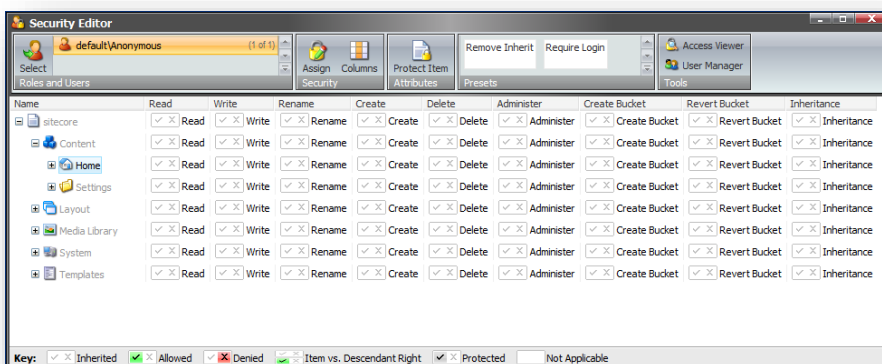 Security Editor
default\Anonymous (1 of 1)
Select
Assign Columns
Protect Item
Remove Inherit Require Login
Access Viewer
User Manager
Roles and Users Security Attributes Presets Tools
Name Read Write Rename Create Delete Administer Create Bucket Revert Bucket Inheritance
sitecore Read Write Rename Create Delete Administer Create Bucket Revert Bucket Inheritance
Content Read Write Rename Create Delete Administer Create Bucket Revert Bucket Inheritance
Home Read Write Rename Create Delete Administer Create Bucket Revert Bucket Inheritance
Settings Read Write Rename Create Delete Administer Create Bucket Revert Bucket Inheritance
Layout Read Write Rename Create Delete Administer Create Bucket Revert Bucket Inheritance
Media Library Read Write Rename Create Delete Administer Create Bucket Revert Bucket Inheritance
System Read Write Rename Create Delete Administer Create Bucket Revert Bucket Inheritance
Templates Read Write Rename Create Delete Administer Create Bucket Revert Bucket Inheritance
Key: Inherited Allowed Denied Item vs. Descendant Right Protected Not Applicable